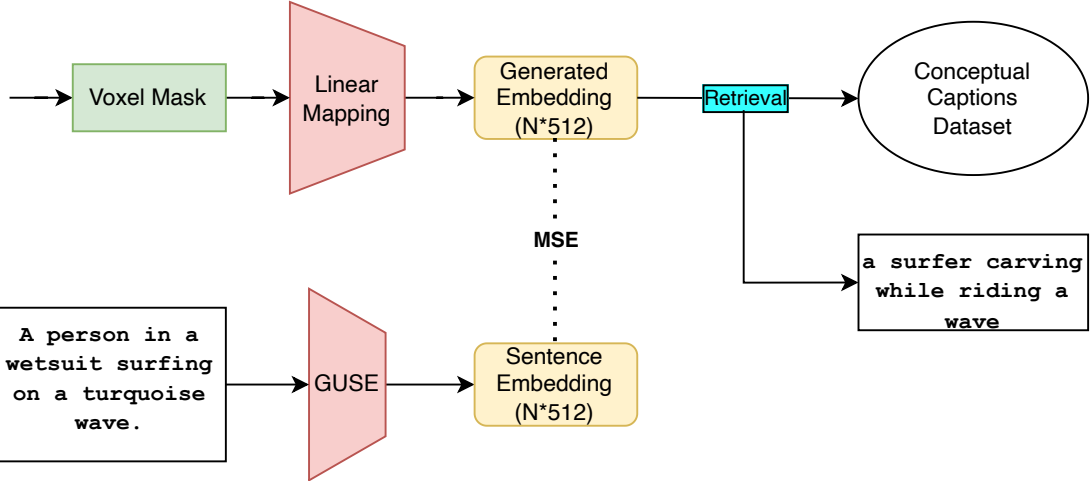 Voxel Mask
Linear
Mapping
Generated
Embedding
(N*512)
Retrieval
Conceptual
Captions
Dataset
MSE
a surfer carving
while riding a
wave
A person in a
wetsuit surfing
on a turquoise
wave.
GUSE
Sentence
Embedding
(N*512)